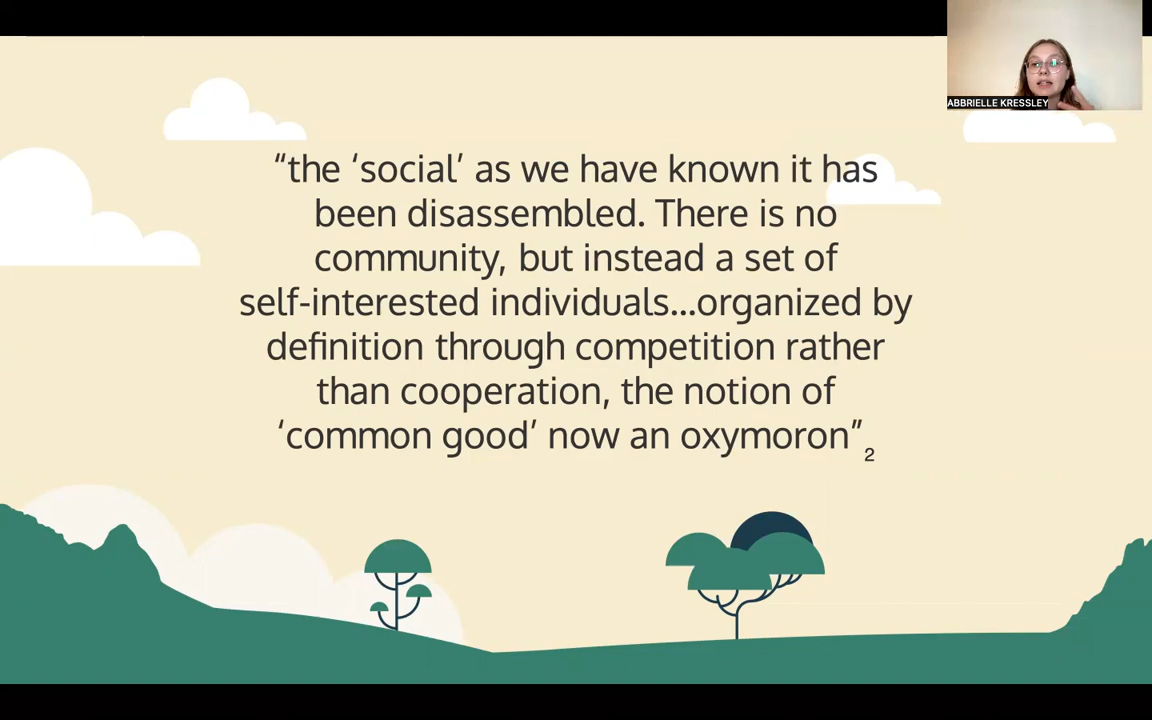 ABBRIELLE KRESSLEY
“the ‘social’ as we have known it has
been disassembled. There is no
community, but instead a set of
self-interested individuals...organized by
definition through competition rather
than cooperation, the notion of
‘common good’ now an oxymoron”2